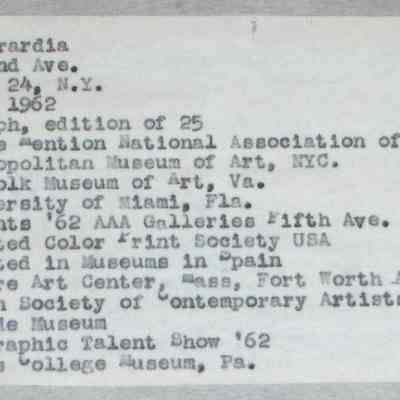 rardia
nd Ave.
24, N.Y.
1962
ph, edition of 25
e Mention National Association of
opolitan Museum of Art, NYC.
olk Museum of Art, Va.
ersity of Miami, Fla.
nts '62 AAA Galleries Fifth Ave.
ted Color Print Society USA
ted in Museums in Spain
re Art Center, Mass, Fort Worth A
n Society of Contemporary Artists
de Museum
raphic Talent Show '62
s College Museum, Pa.